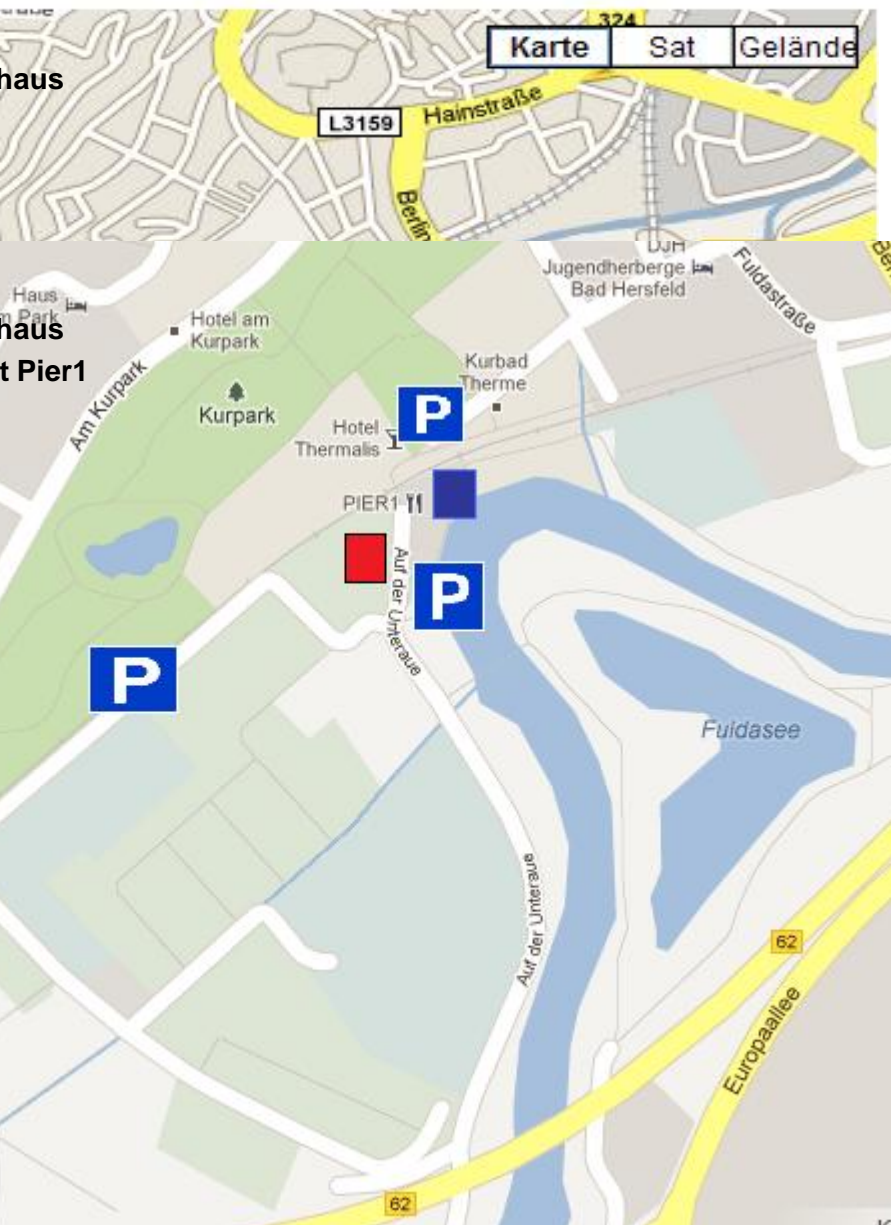 324
Karte
Sat
Gelände
haus
L3159
Hainstraße
Berlin
DJH
Jugendherberge
Bad Hersfeld
Fuldastraße
Haus
m Park
haus
t Pier1
Hotel am
Kurpark
Am Kurpark
Kurpark
Kurbad
Therme
P
Hotel
Thermalis
PIER1
Auf der Unteraue
P
P
Fuldasee
Auf der Unteraue
62
Europaallee
62